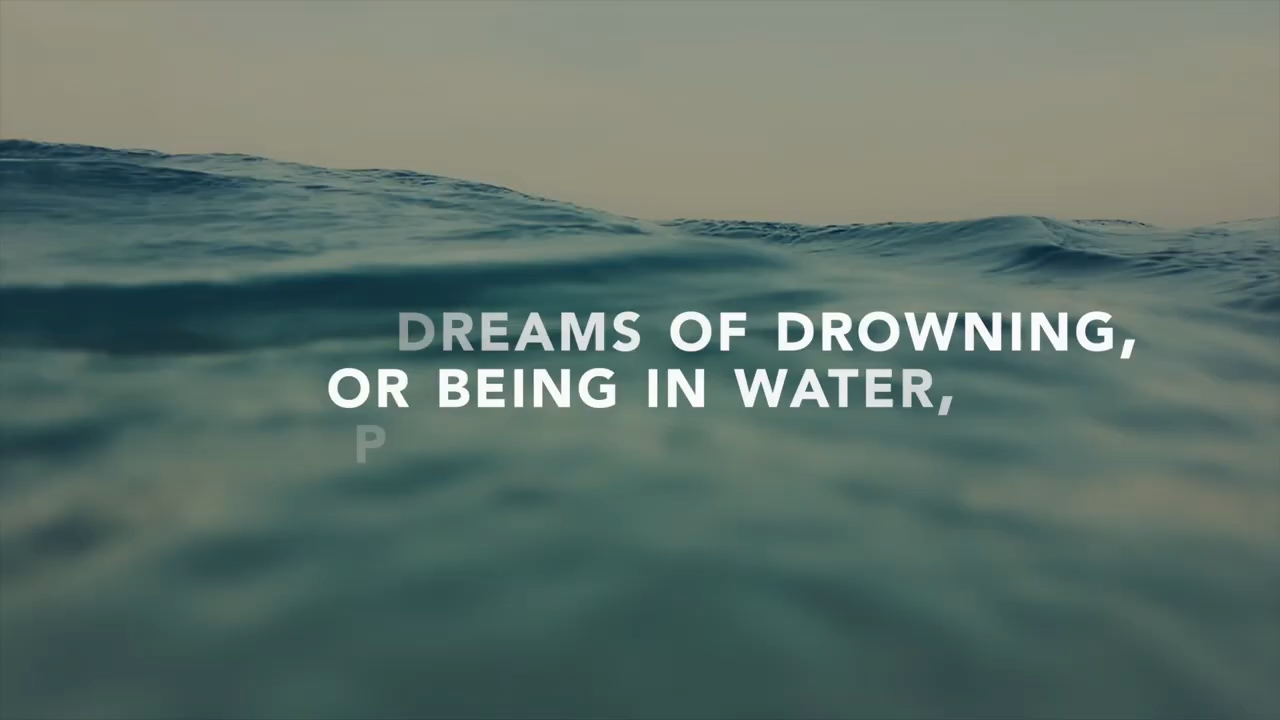 DREAMS OF DROWNING,
OR BEING IN WATER,
P